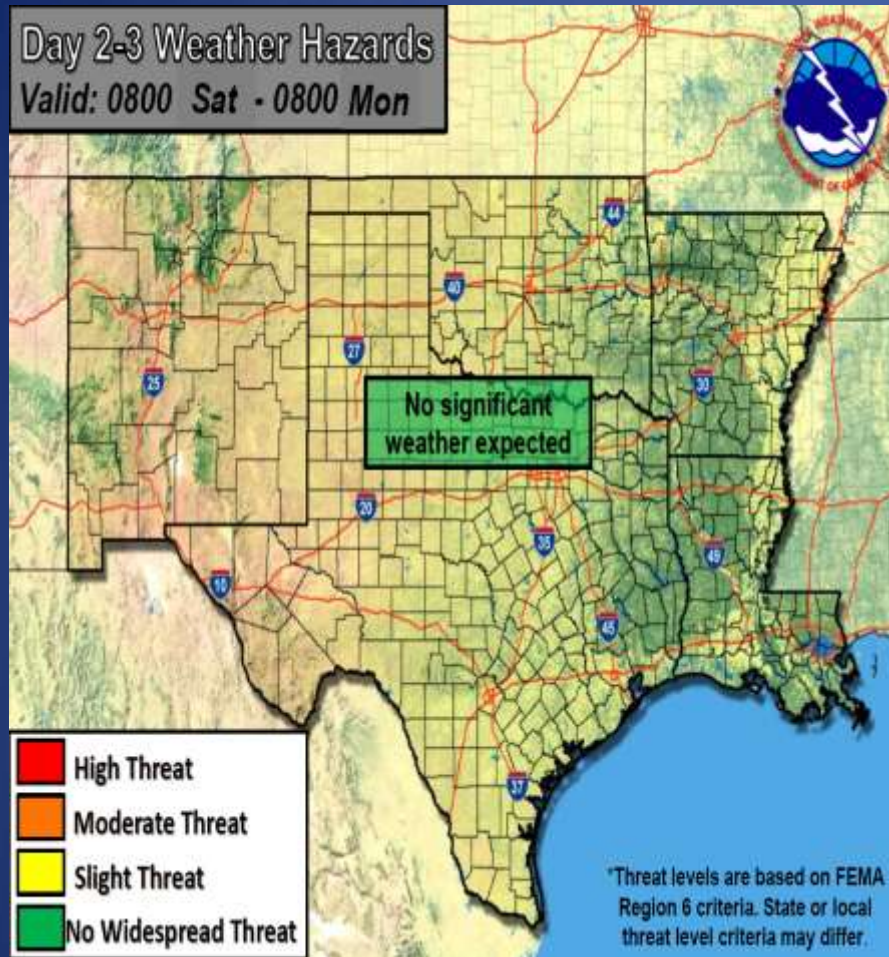 Day 2-3 Weather Hazards
Valid: 0800 Sat - 0800 Mon
44
40
27
25
30
No significant
weather expected
20
35
49
10
45
37
High Threat
Moderate Threat
Slight Threat
No Widespread Threat
*Threat levels are based on FEMA
Region 6 criteria. State or local
threat level criteria may differ.